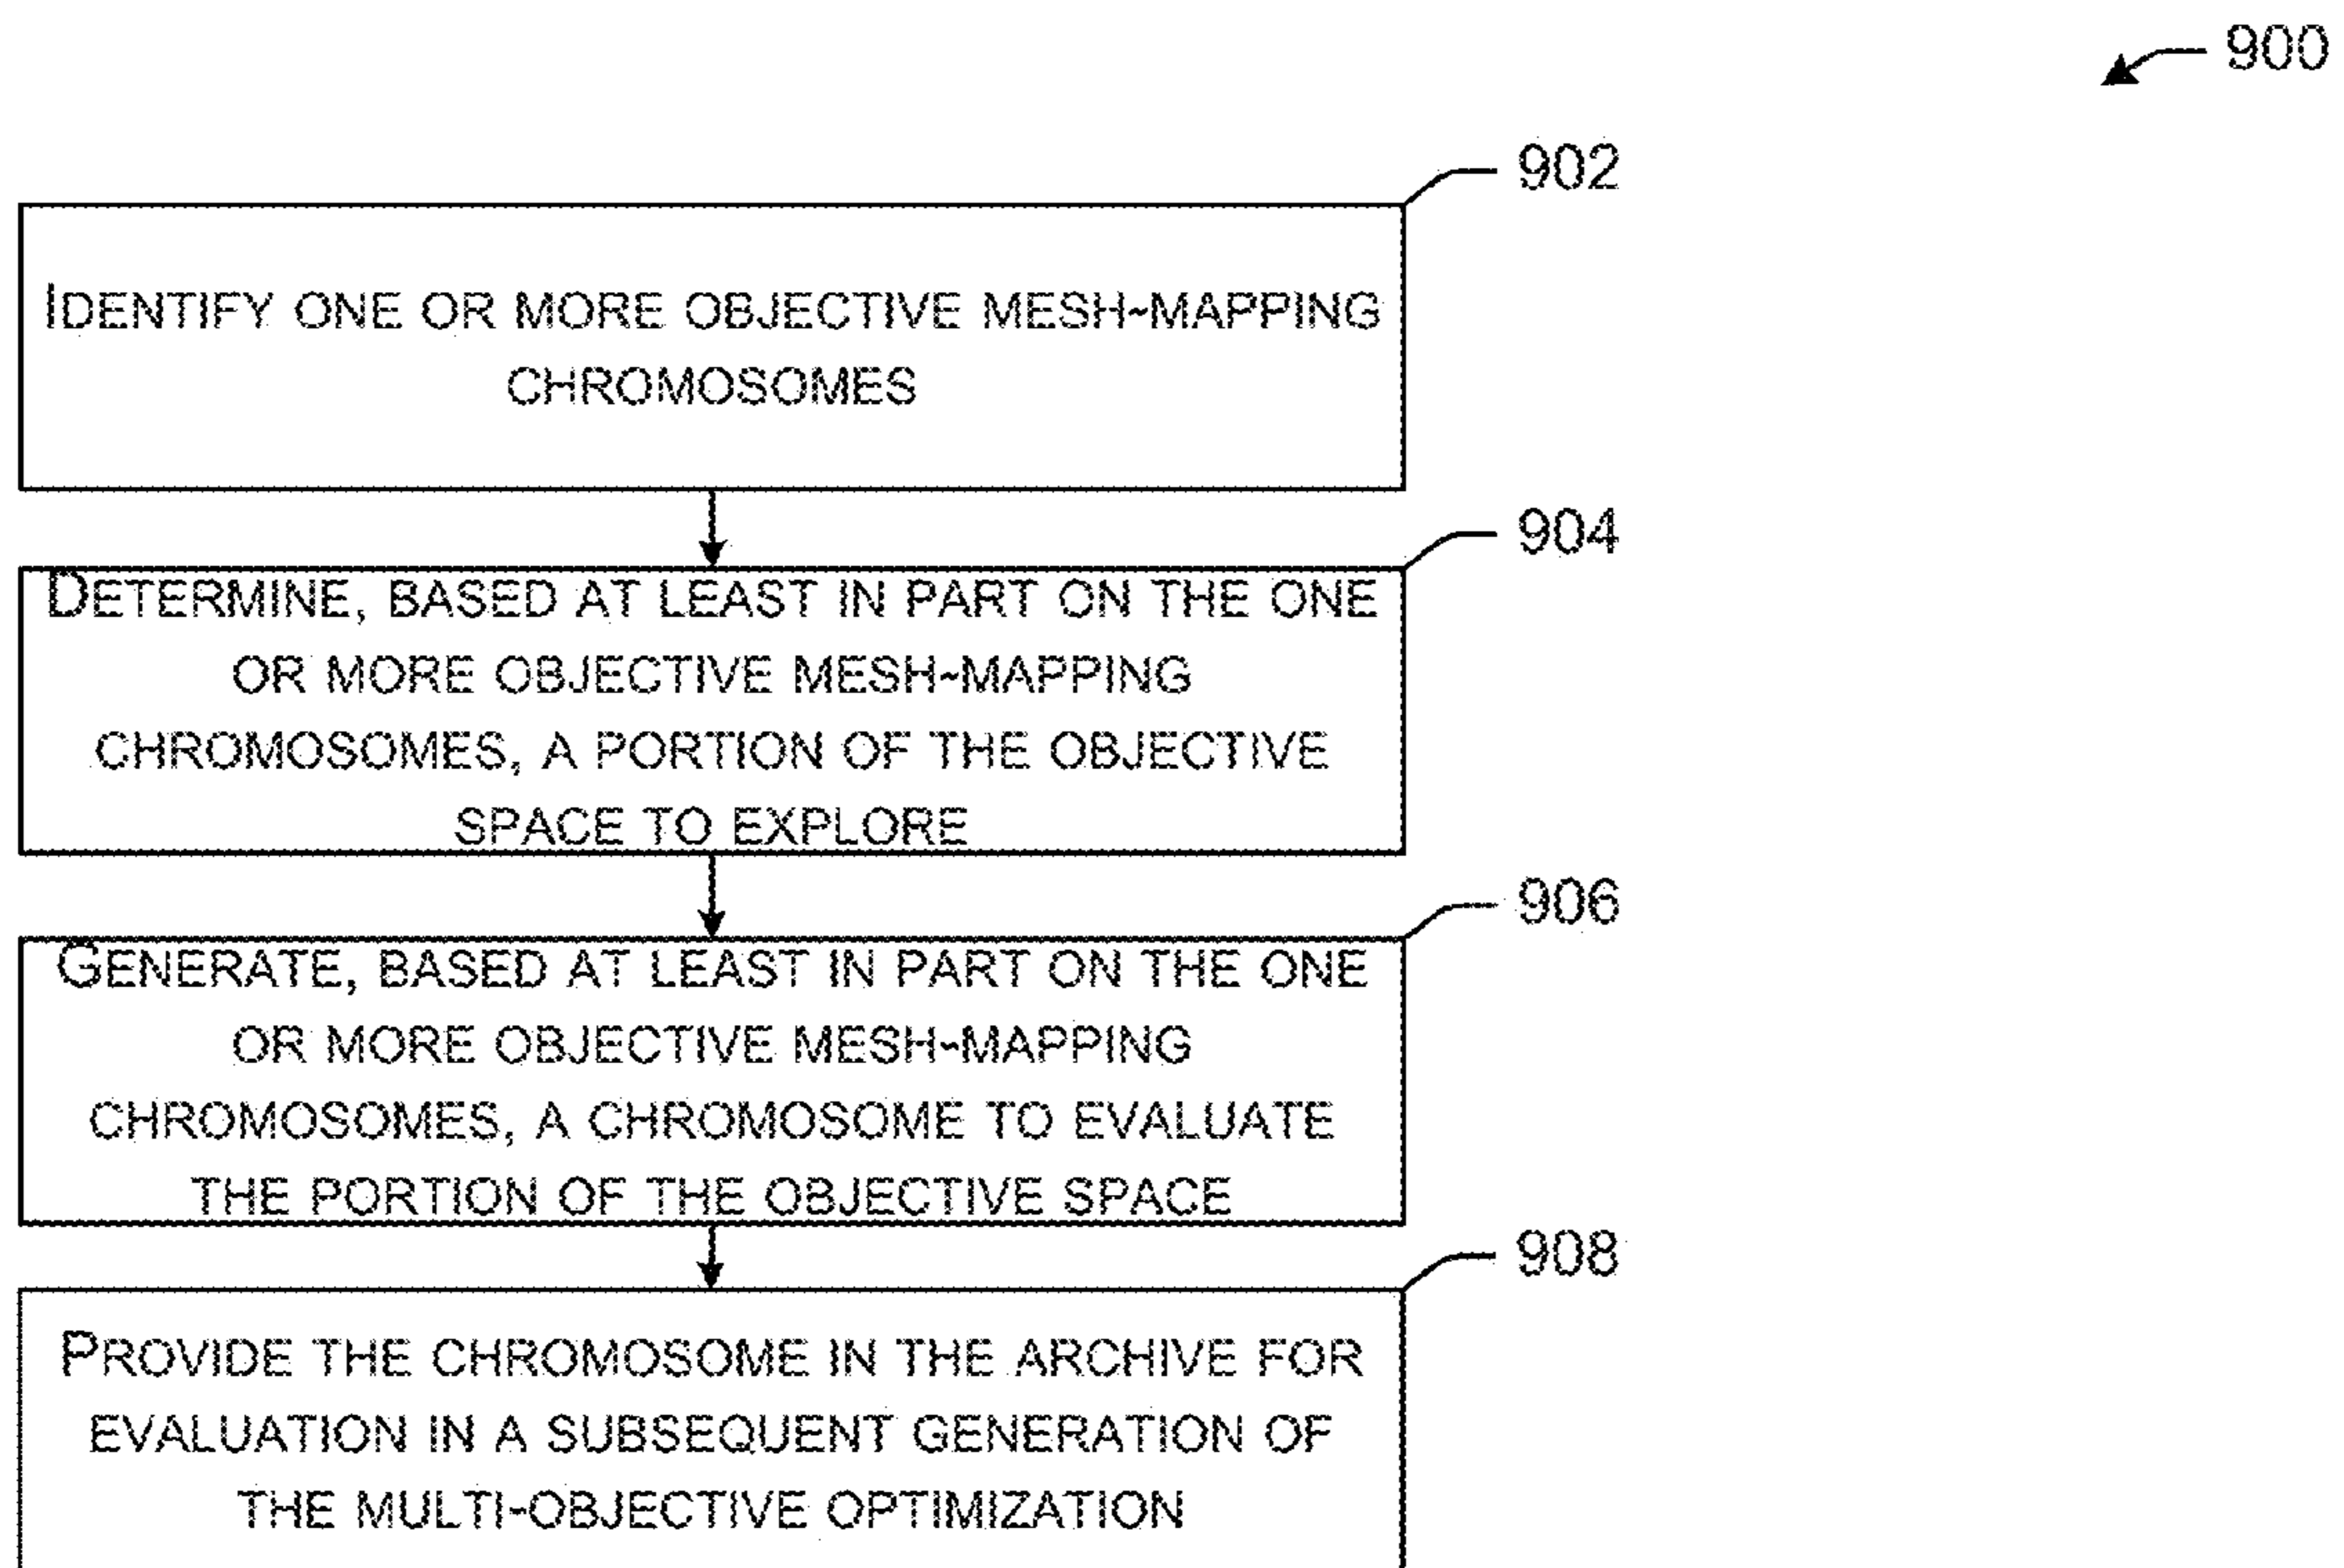 900
902
IDENTIFY ONE OR MORE OBJECTIVE MESH-MAPPING
CHROMOSOMES
904
DETERMINE, BASED AT LEAST IN PART ON THE ONE
OR MORE OBJECTIVE MESH-MAPPING
CHROMOSOMES, A PORTION OF THE OBJECTIVE
SPACE TO EXPLORE
906
GENERATE, BASED AT LEAST IN PART ON THE ONE
OR MORE OBJECTIVE MESH-MAPPING
CHROMOSOMES, A CHROMOSOME TO EVALUATE
THE PORTION OF THE OBJECTIVE SPACE
908
PROVIDE THE CHROMOSOME IN THE ARCHIVE FOR
EVALUATION IN A SUBSEQUENT GENERATION OF
THE MULTI-OBJECTIVE OPTIMIZATION